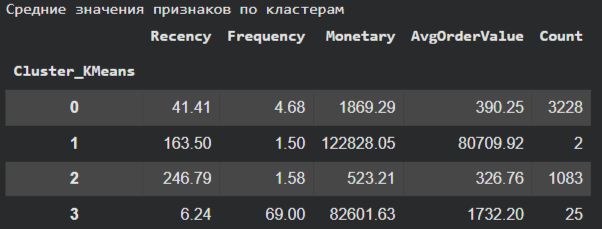 Средние значения признаков по кластерам
Recency Frequency Monetary AvgOrderValue Count
Cluster_KMeans
0 41.41 4.68 1869.29 390.25 3228
1 163.50 1.50 122828.05 80709.92 2
2 246.79 1.58 523.21 326.76 1083
3 6.24 69.00 82601.63 1732.20 25